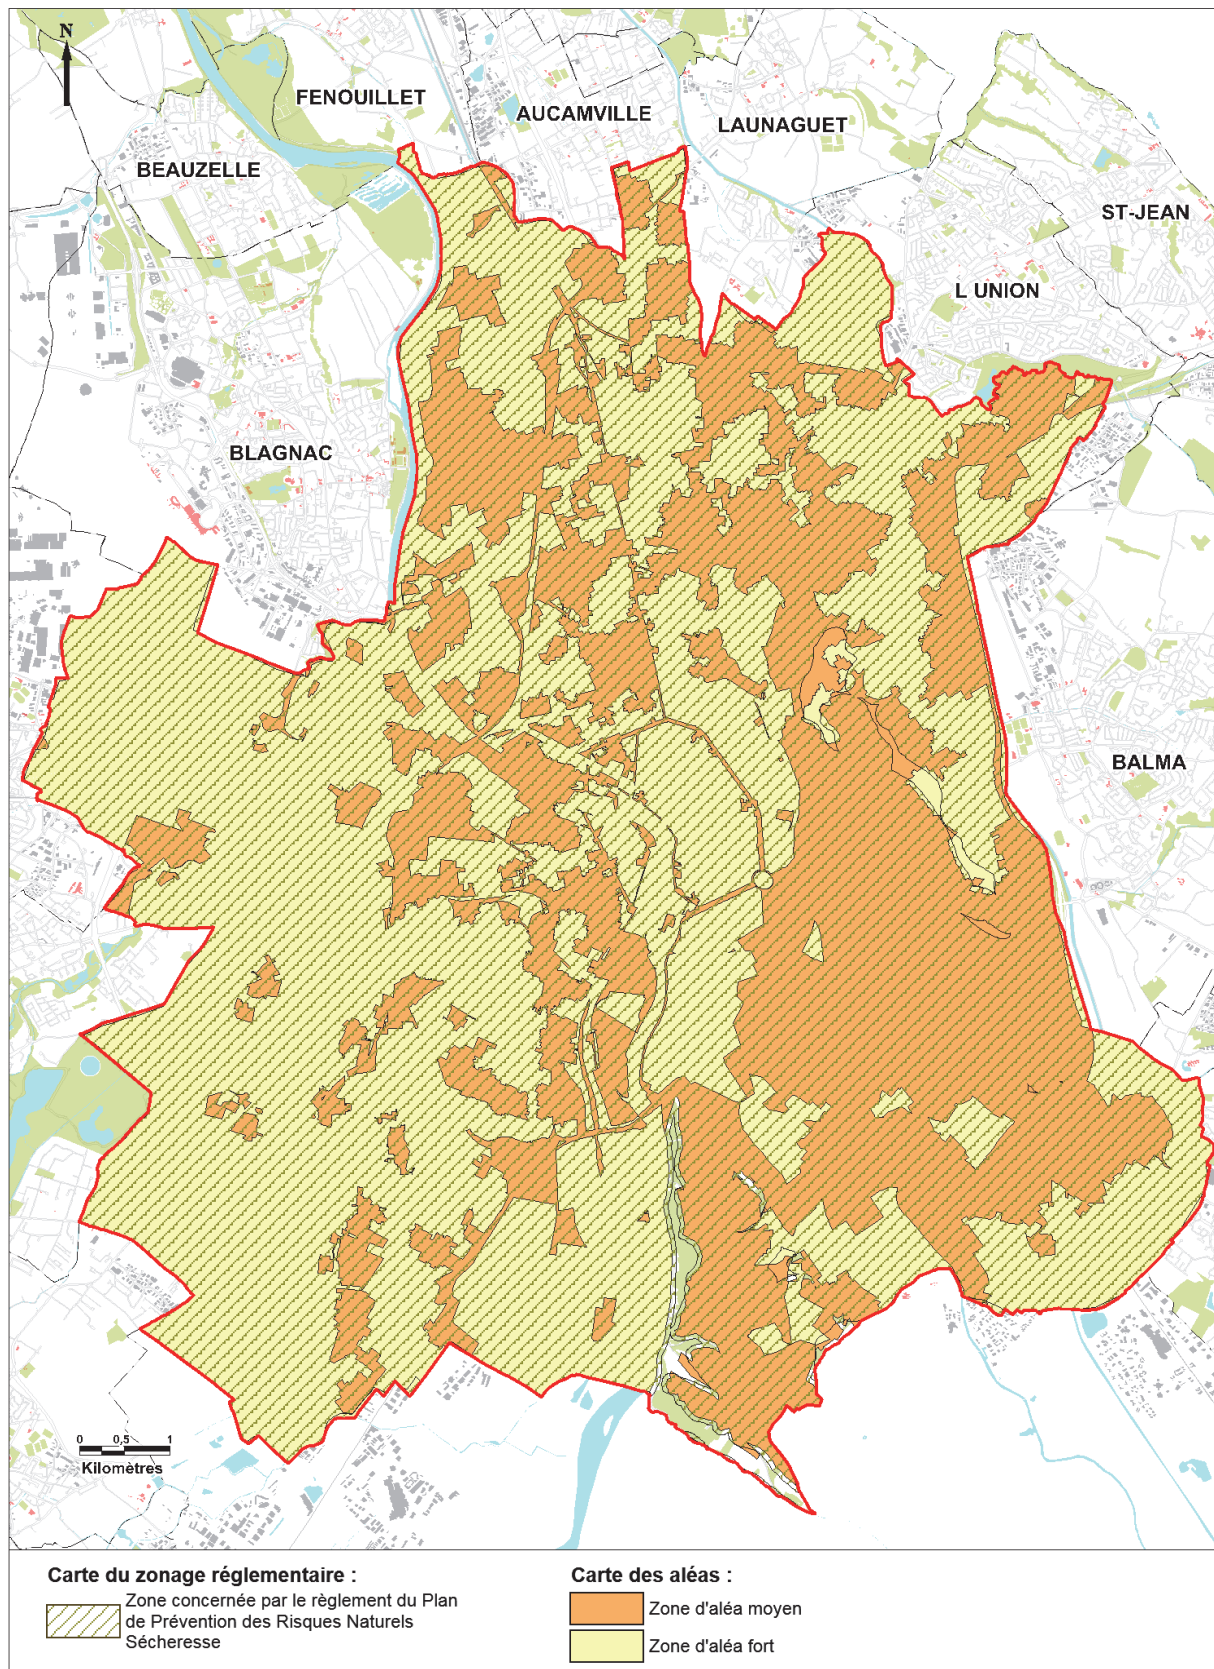 N
FENOUILLET
AUCAMVILLE
LAUNAGUET
BEAUZELLE
ST-JEAN
L UNION
BLAGNAC
BALMA
0 0,5 1
Kilomètres
Carte du zonage réglementaire :
Zone concernée par le règlement du Plan
de Prévention des Risques Naturels
Sécheresse
Carte des aléas :
Zone d'aléa moyen
Zone d'aléa fort